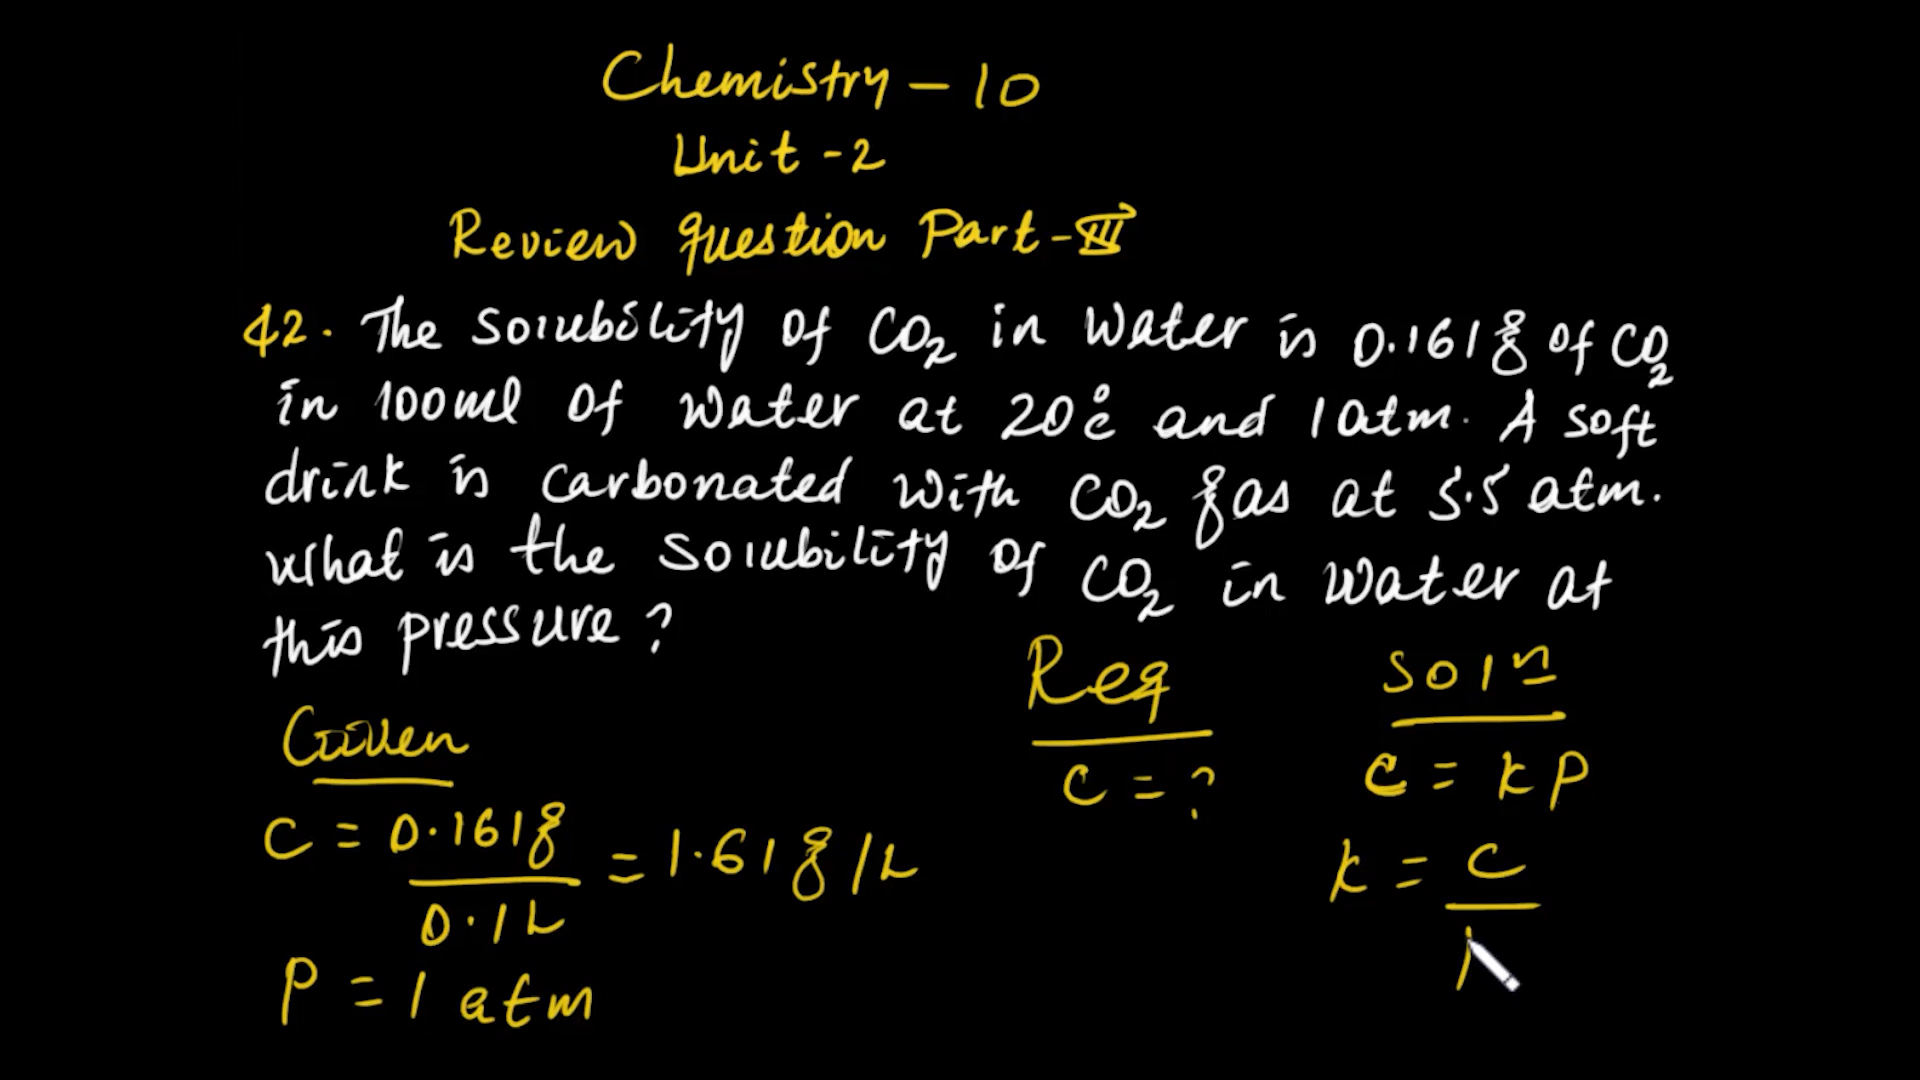 Chemistry - 10
Unit - 2
Review question Part - III
42. The solubility of CO2 in water is 0.161g of CO2
in 100ml of water at 20°c and 1 atm. A soft
drink is carbonated with CO2 gas at 5.5 atm.
What is the solubility of CO2 in water at
this pressure?
Req
Soln
Given
C = ?
C = kP
C = 0.161g / 0.1L = 1.61g/L
k = C
P = 1 atm